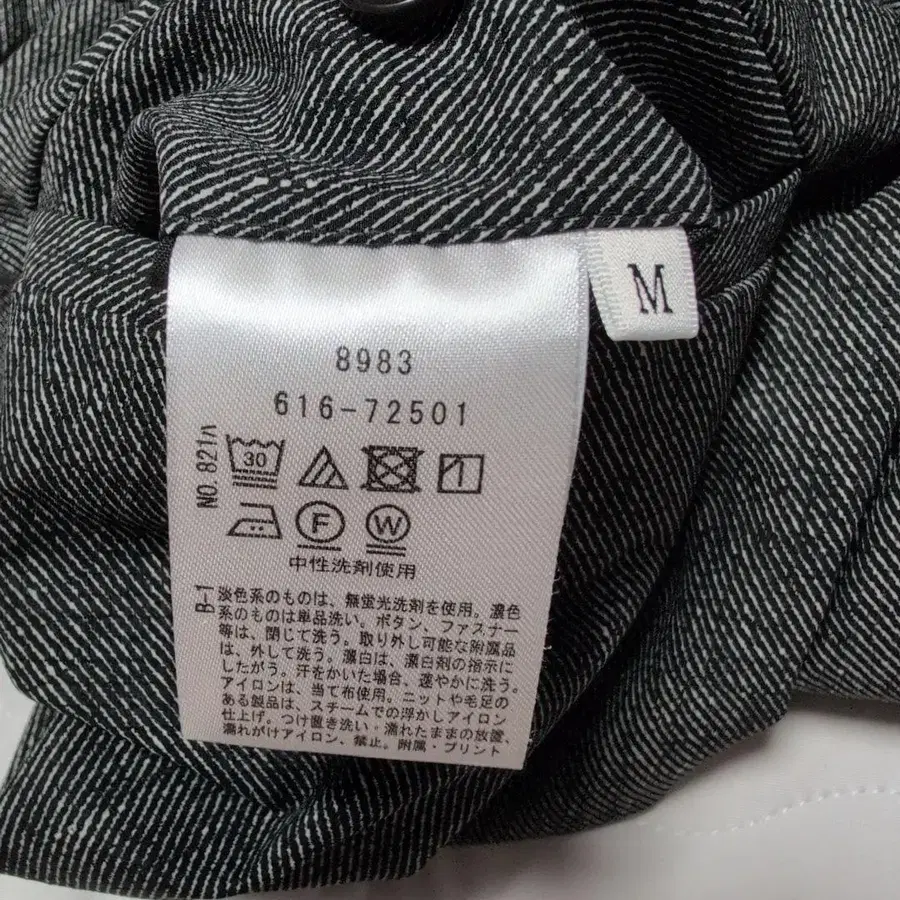 M
8983
616-72501
NO.821ハ
30
F W
中性洗剤使用
B-1
淡色系のものは、無蛍光洗剤を使用。濃色
系のものは単品洗い。ボタン、ファスナー
等は、閉じて洗う。取り外し可能な附属品
は、外して洗う。漂白は、漂白剤の指示に
したがう。汗をかいた場合、速やかに洗う。
アイロンは、当て布使用。ニットや毛足の
ある製品は、スチームでの浮かしアイロン
仕上げ。つけ置き洗い・濡れたままの放置、
濡れがけアイロン、禁止。附属・プリント